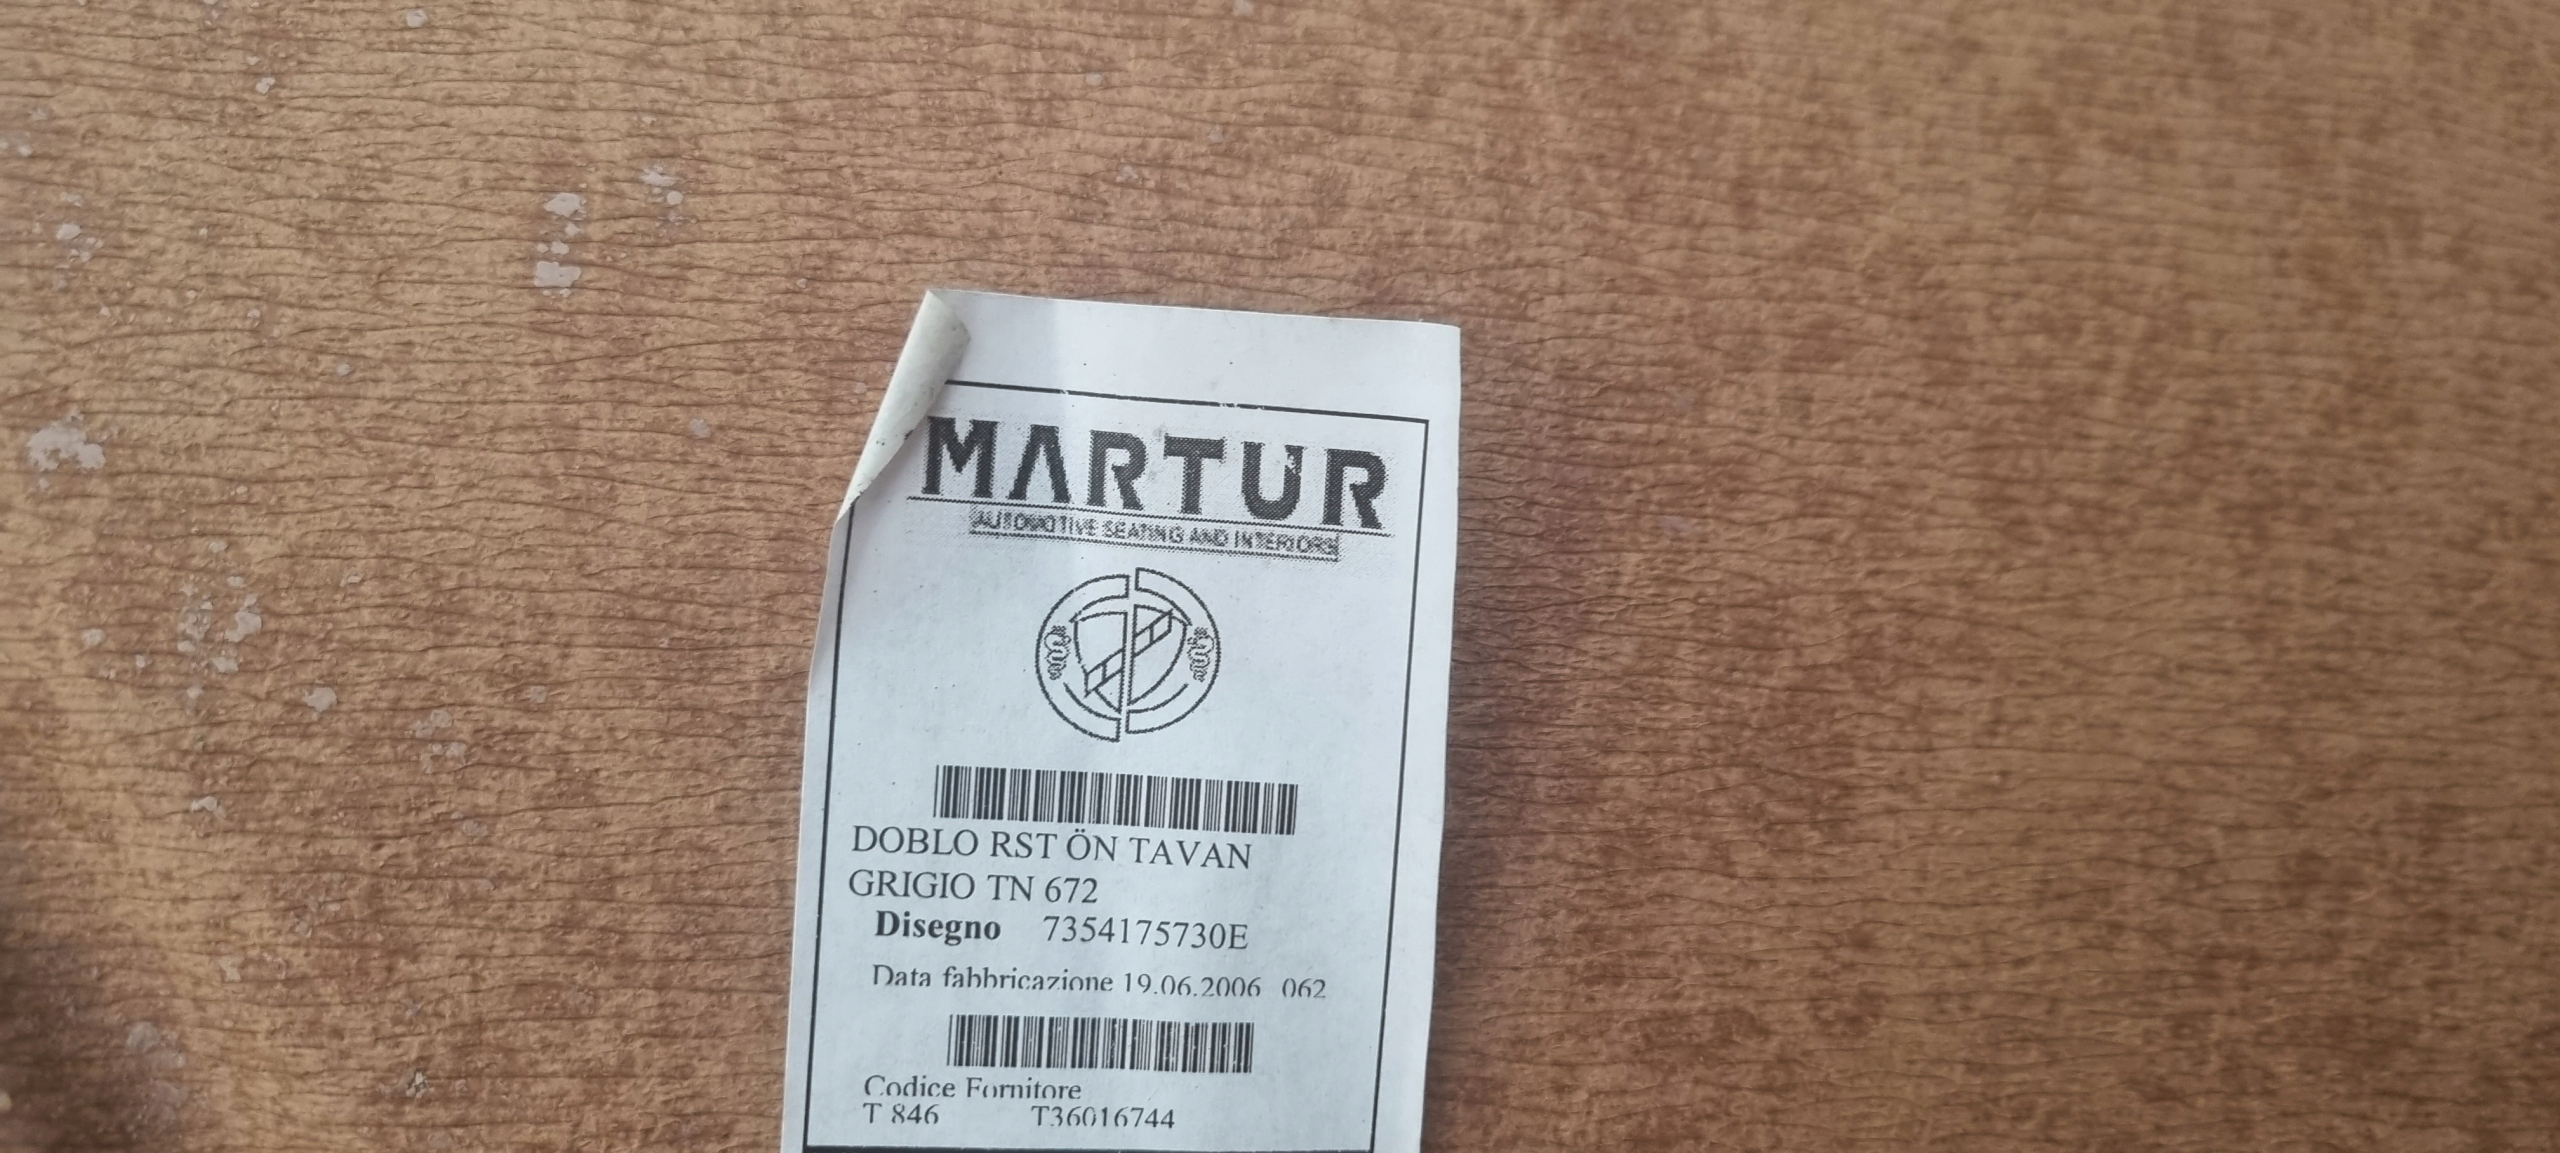 MARTUR
AUTOMOTIVE SEATING AND INTERIORS
DOBLO RST ÖN TAVAN
GRIGIO TN 672
Disegno 7354175730E
Data fabbricazione 19.06.2006 062
Codice Fornitore
T 846 T36016744